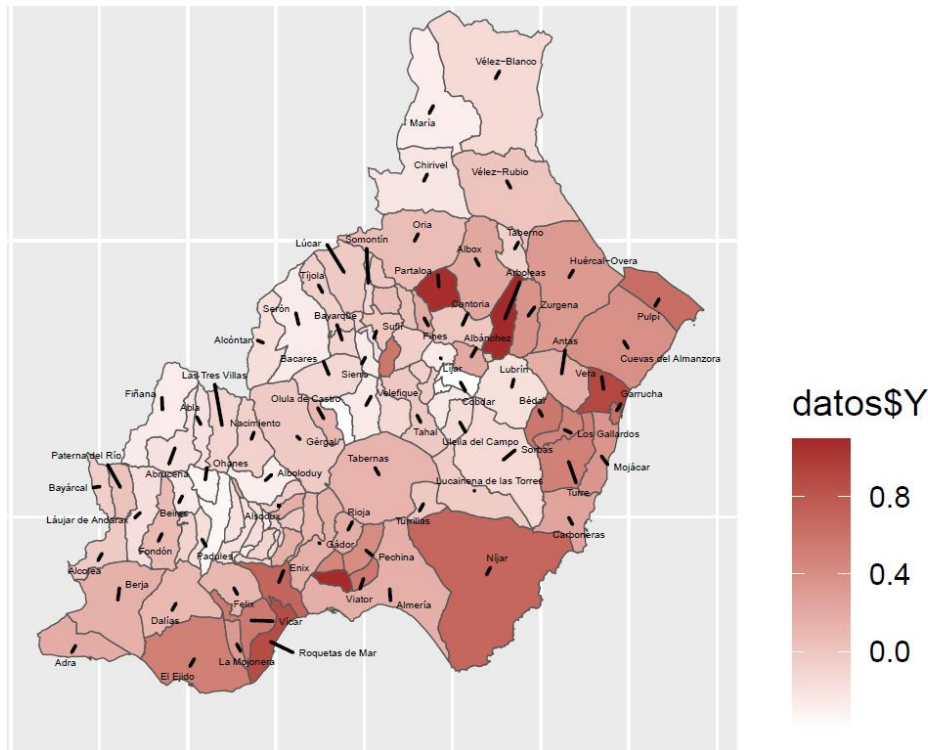 Vélez−Blanco
María
Chirivel
Vélez−Rubio
Oria
Taberno
Somontín
Lúcar
Albox
Huércal−Overa
Partaloa
Arboleas
Tíjola
Cantoria
Zurgena
Serón
Pulpí
Bayarque
Suflí
Fines
Albánchez
Antas
Alcóntar
Cuevas del Almanzora
Bacares
Sierro
Líjar
Lubrín
Las Tres Villas
Vera
Fiñana
Velefique
Garrucha
Olula de Castro
Cóbdar
Bédar
Abla
Nacimiento
Tahal
Los Gallardos
Gérgal
Uleila del Campo
Sorbas
Paterna del Río
Ohanes
Tabernas
Mojácar
Abrucena
Alboloduy
Bayárcal
Lucainena de las Torres
Turre
Láujar de Andarax
Beires
Alsodux
Rioja
Turrillas
Carboneras
Fondón
Padules
Gádor
Pechina
Níjar
Alcolea
Enix
Berja
Viator
Almería
Felix
Dalías
Vícar
Adra
La Mojonera
Roquetas de Mar
El Ejido
datos$Y
0.8
0.4
0.0